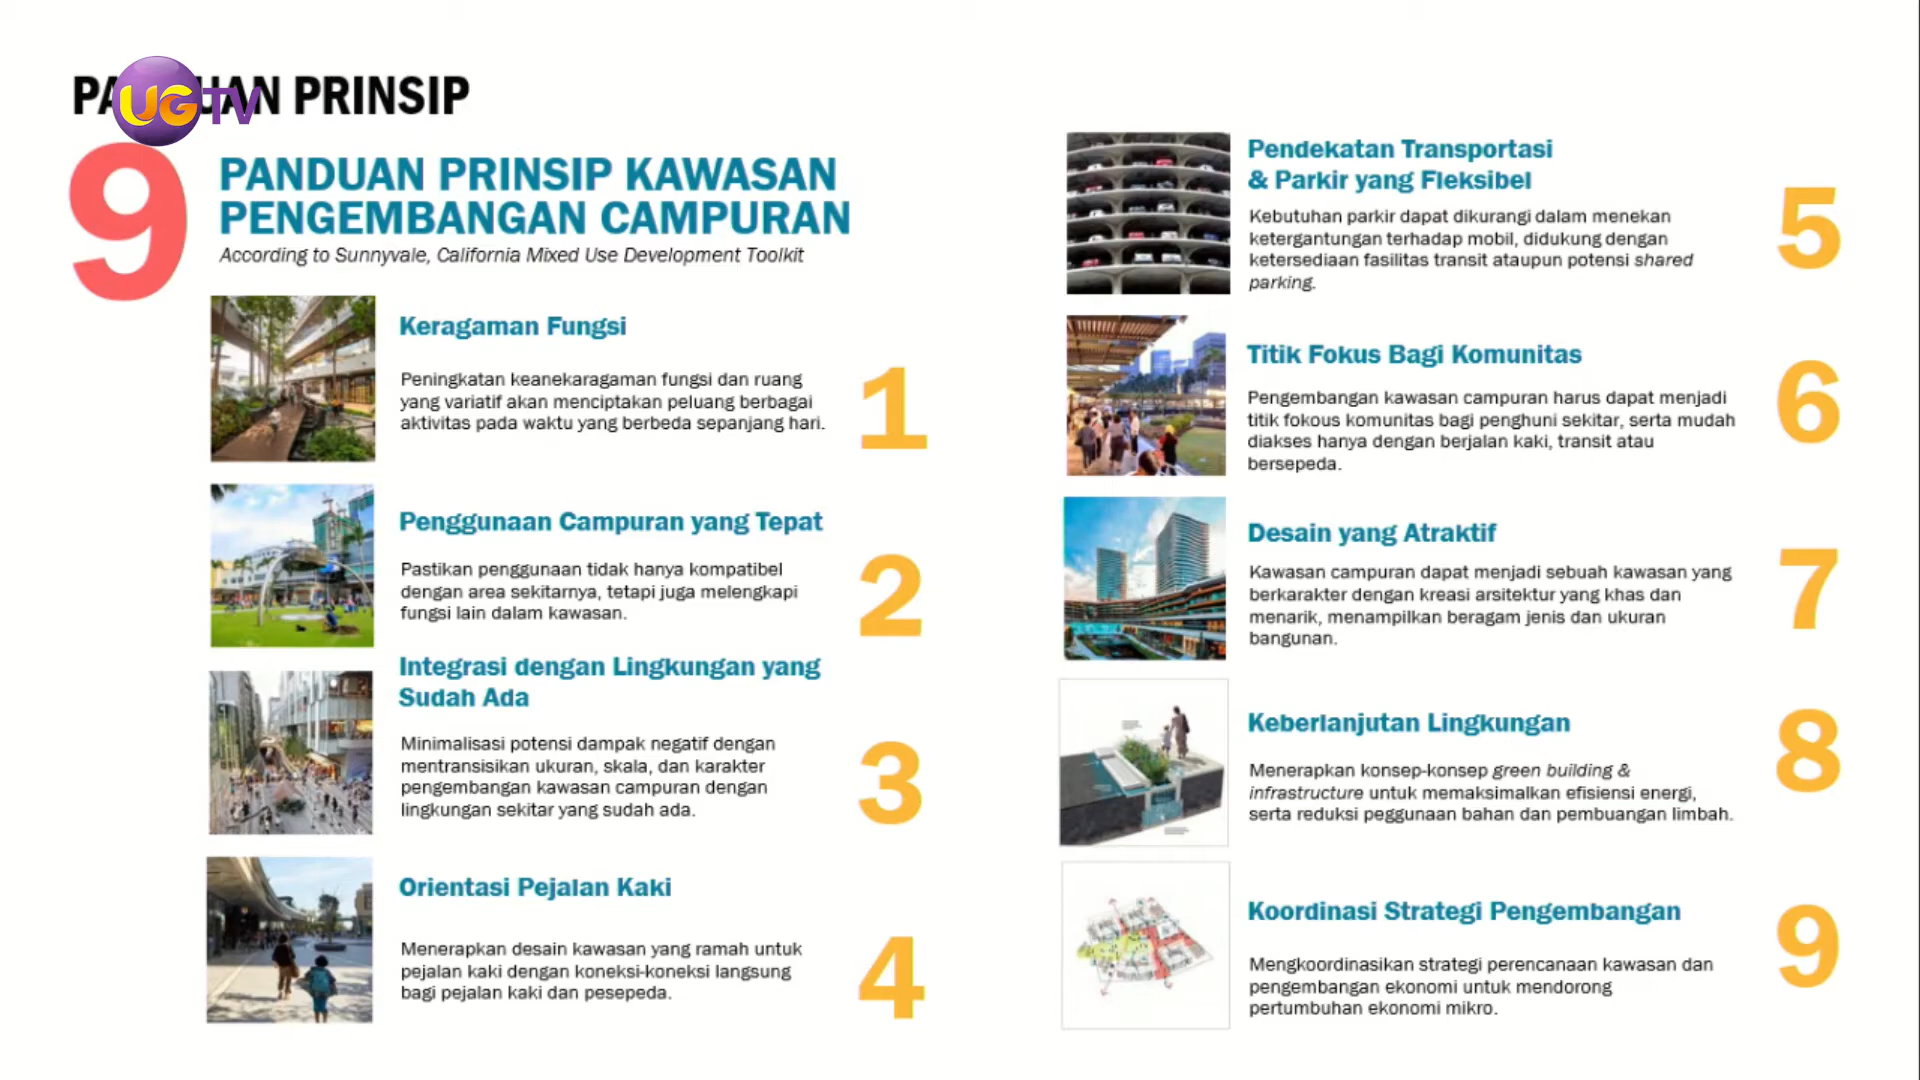 PANDUAN PRINSIP
UGTV
9
PANDUAN PRINSIP KAWASAN
PENGEMBANGAN CAMPURAN
According to Sunnyvale, California Mixed Use Development Toolkit
Keragaman Fungsi
Peningkatan keanekaragaman fungsi dan ruang
yang variatif akan menciptakan peluang berbagai
aktivitas pada waktu yang berbeda sepanjang hari.
1
Penggunaan Campuran yang Tepat
Pastikan penggunaan tidak hanya kompatibel
dengan area sekitarnya, tetapi juga melengkapi
fungsi lain dalam kawasan.
2
Integrasi dengan Lingkungan yang
Sudah Ada
Minimalisasi potensi dampak negatif dengan
mentransisikan ukuran, skala, dan karakter
pengembangan kawasan campuran dengan
lingkungan sekitar yang sudah ada.
3
Orientasi Pejalan Kaki
Menerapkan desain kawasan yang ramah untuk
pejalan kaki dengan koneksi-koneksi langsung
bagi pejalan kaki dan pesepeda.
4
Pendekatan Transportasi
& Parkir yang Fleksibel
Kebutuhan parkir dapat dikurangi dalam menekan
ketergantungan terhadap mobil, didukung dengan
ketersediaan fasilitas transit ataupun potensi shared
parking.
5
Titik Fokus Bagi Komunitas
Pengembangan kawasan campuran harus dapat menjadi
titik fokous komunitas bagi penghuni sekitar, serta mudah
diakses hanya dengan berjalan kaki, transit atau
bersepeda.
6
Desain yang Atraktif
Kawasan campuran dapat menjadi sebuah kawasan yang
berkarakter dengan kreasi arsitektur yang khas dan
menarik, menampilkan beragam jenis dan ukuran
bangunan.
7
Keberlanjutan Lingkungan
Menerapkan konsep-konsep green building &
infrastructure untuk memaksimalkan efisiensi energi,
serta reduksi peggunaan bahan dan pembuangan limbah.
8
Koordinasi Strategi Pengembangan
Mengkoordinasikan strategi perencanaan kawasan dan
pengembangan ekonomi untuk mendorong
pertumbuhan ekonomi mikro.
9